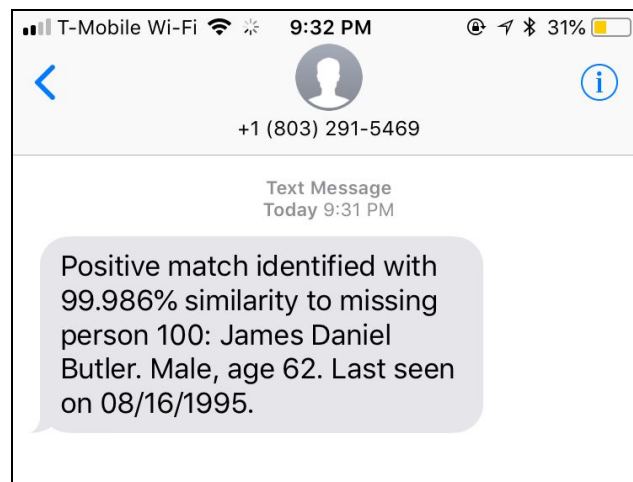 T-Mobile Wi-Fi 9:32 PM 31%
+1 (803) 291-5469
Text Message
Today 9:31 PM
Positive match identified with
99.986% similarity to missing
person 100: James Daniel
Butler. Male, age 62. Last seen
on 08/16/1995.